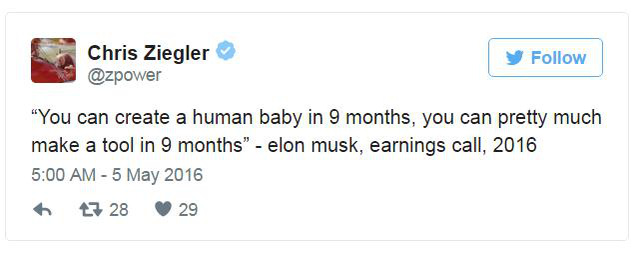 Chris Ziegler
@zpower
Follow
“You can create a human baby in 9 months, you can pretty much
make a tool in 9 months” - elon musk, earnings call, 2016
5:00 AM - 5 May 2016
28 29